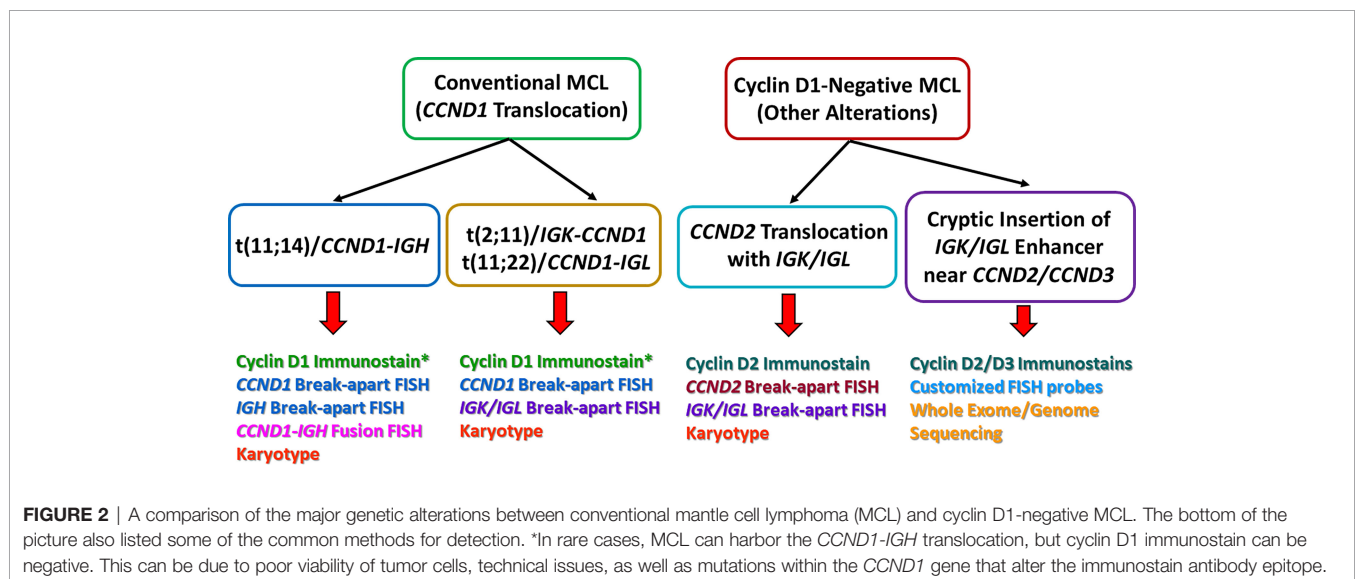 Conventional MCL
(CCND1 Translocation)
Cyclin D1-Negative MCL
(Other Alterations)
t(11;14)/CCND1-IGH
t(2;11)/IGK-CCND1
t(11;22)/CCND1-IGL
CCND2 Translocation
with IGK/IGL
Cryptic Insertion of
IGK/IGL Enhancer
near CCND2/CCND3
Cyclin D1 Immunostain*
CCND1 Break-apart FISH
IGH Break-apart FISH
CCND1-IGH Fusion FISH
Karyotype
Cyclin D1 Immunostain*
CCND1 Break-apart FISH
IGK/IGL Break-apart FISH
Karyotype
Cyclin D2 Immunostain
CCND2 Break-apart FISH
IGK/IGL Break-apart FISH
Karyotype
Cyclin D2/D3 Immunostains
Customized FISH probes
Whole Exome/Genome
Sequencing
FIGURE 2 | A comparison of the major genetic alterations between conventional mantle cell lymphoma (MCL) and cyclin D1-negative MCL. The bottom of the
picture also listed some of the common methods for detection. *In rare cases, MCL can harbor the CCND1-IGH translocation, but cyclin D1 immunostain can be
negative. This can be due to poor viability of tumor cells, technical issues, as well as mutations within the CCND1 gene that alter the immunostain antibody epitope.